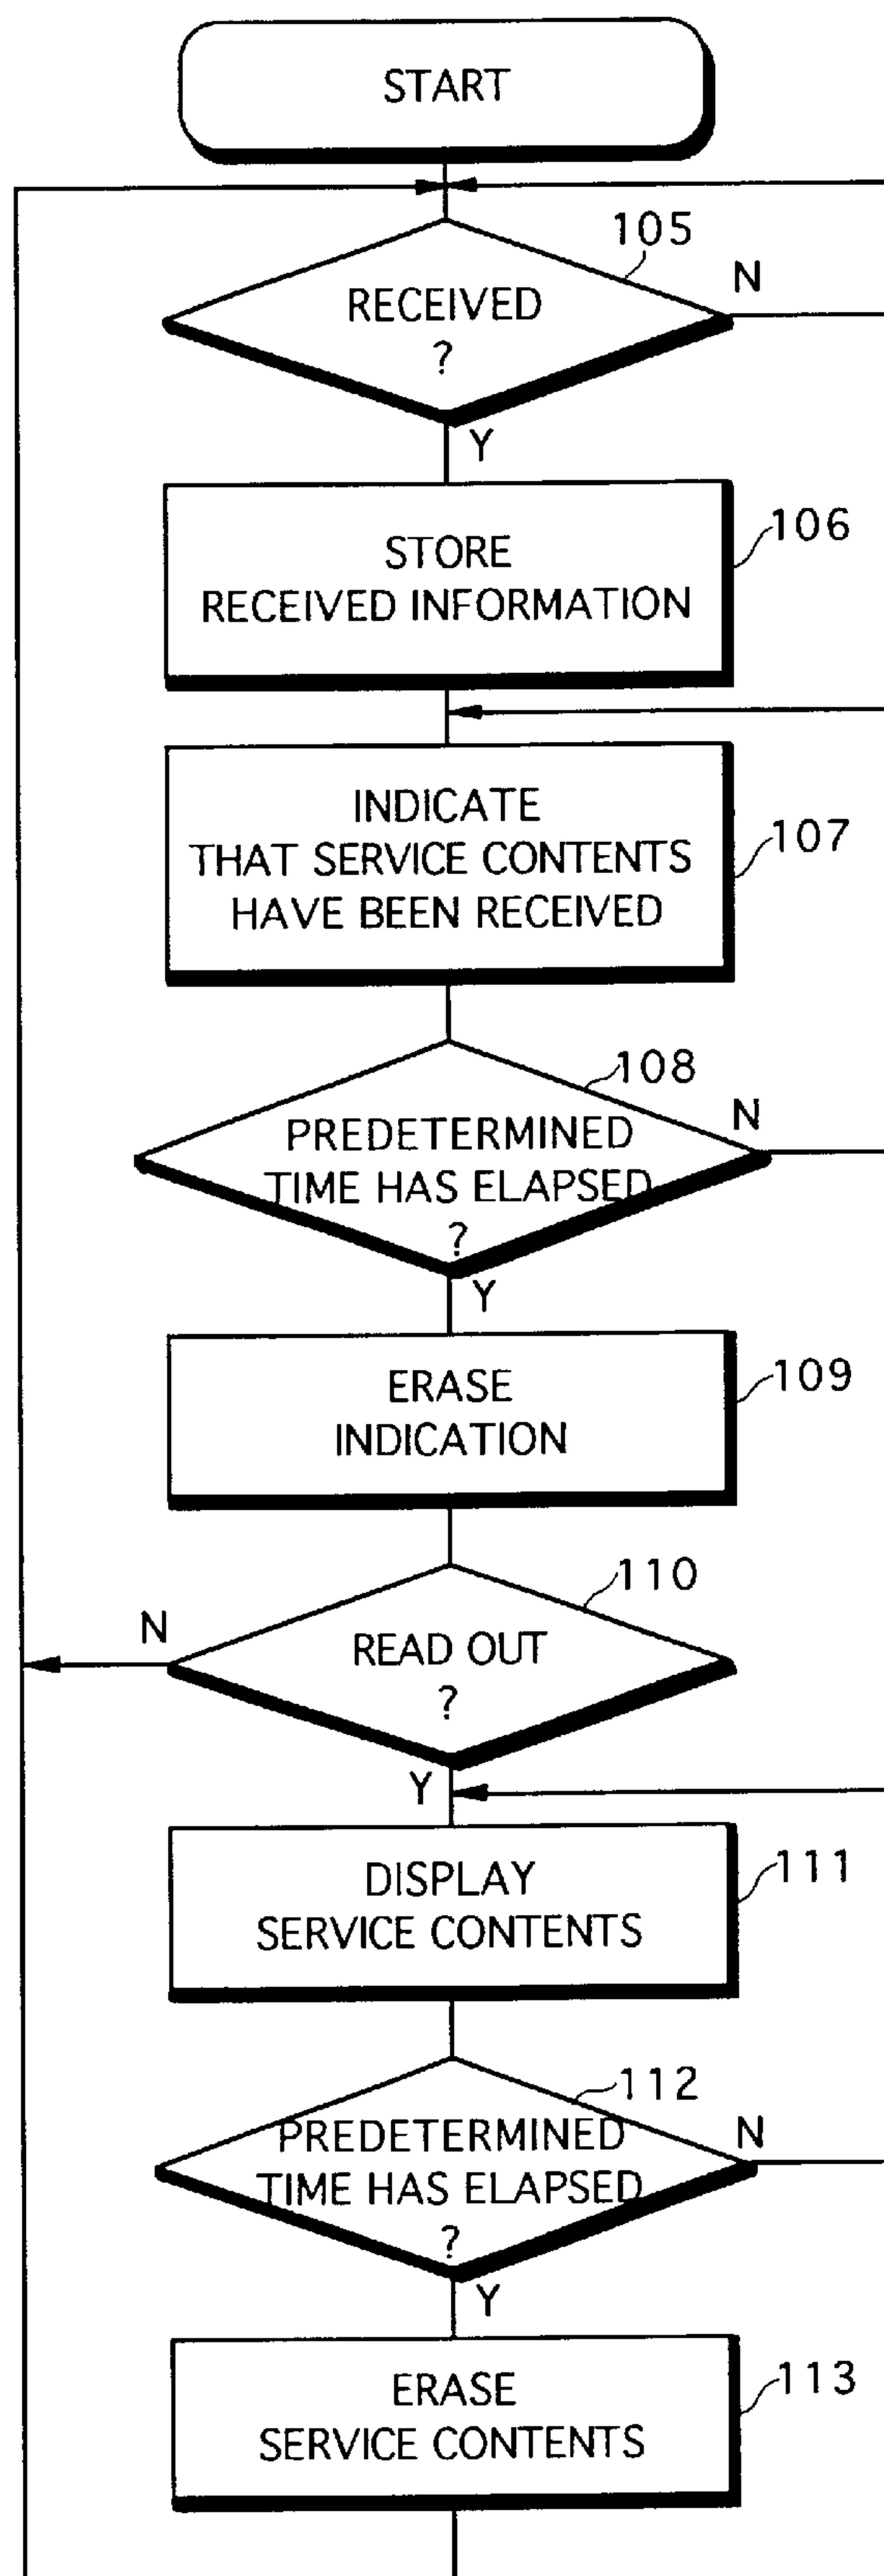 START
105
RECEIVED
N
?
Y
106
STORE
RECEIVED INFORMATION
107
INDICATE
THAT SERVICE CONTENTS
HAVE BEEN RECEIVED
108
N
PREDETERMINED
TIME HAS ELAPSED
?
Y
109
ERASE
INDICATION
110
N
READ OUT
?
Y
111
DISPLAY
SERVICE CONTENTS
112
N
PREDETERMINED
TIME HAS ELAPSED
?
Y
113
ERASE
SERVICE CONTENTS